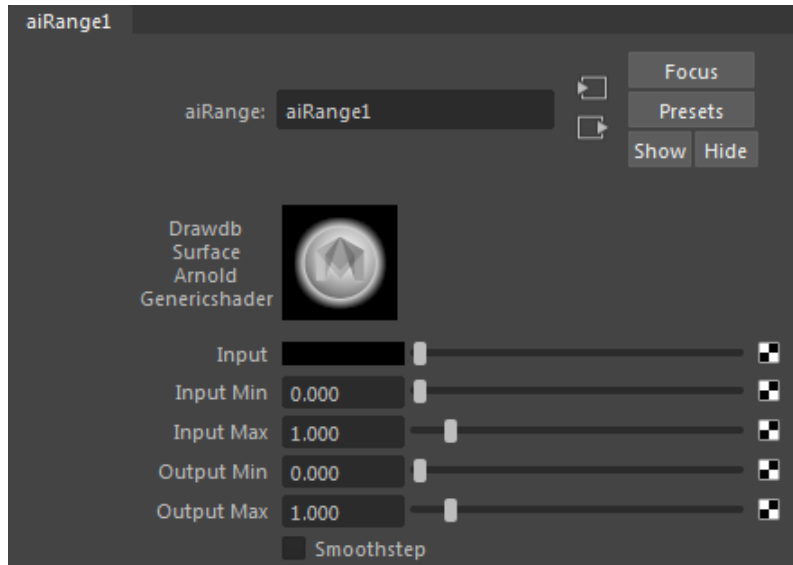 aiRange1
Focus
aiRange: aiRange1
Presets
Show Hide
Drawdb
Surface
Arnold
Genericshader
Input
Input Min 0.000
Input Max 1.000
Output Min 0.000
Output Max 1.000
Smoothstep